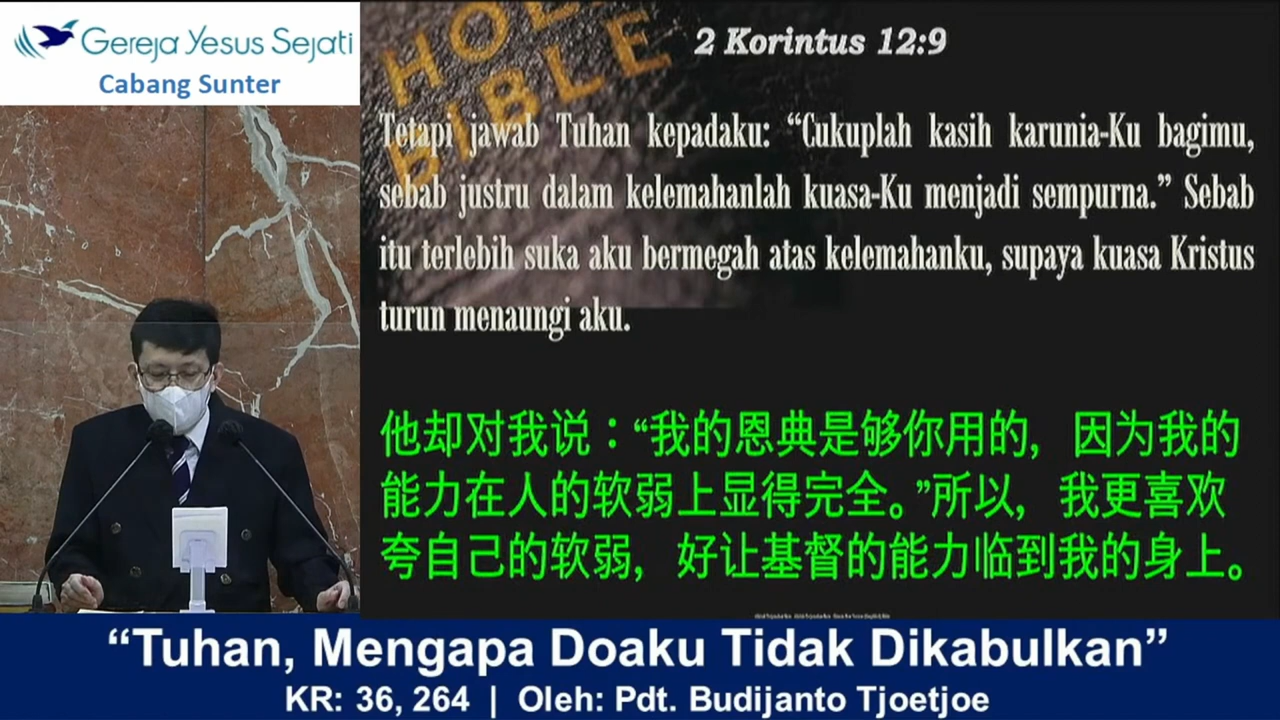 Gereja Yesus Sejati
Cabang Sunter
HOLY
BIBLE
2 Korintus 12:9
Tetapi jawab Tuhan kepadaku: “Cukuplah kasih karunia-Ku bagimu,
sebab justru dalam kelemahanlah kuasa-Ku menjadi sempurna.” Sebab
itu terlebih suka aku bermegah atas kelemahanku, supaya kuasa Kristus
turun menaungi aku.
他却对我说：“我的恩典是够你用的，因为我的
能力在人的软弱上显得完全。”所以，我更喜欢
夸自己的软弱，好让基督的能力临到我的身上。
“Tuhan, Mengapa Doaku Tidak Dikabulkan”
KR: 36, 264 | Oleh: Pdt. Budijanto Tjoetjoe